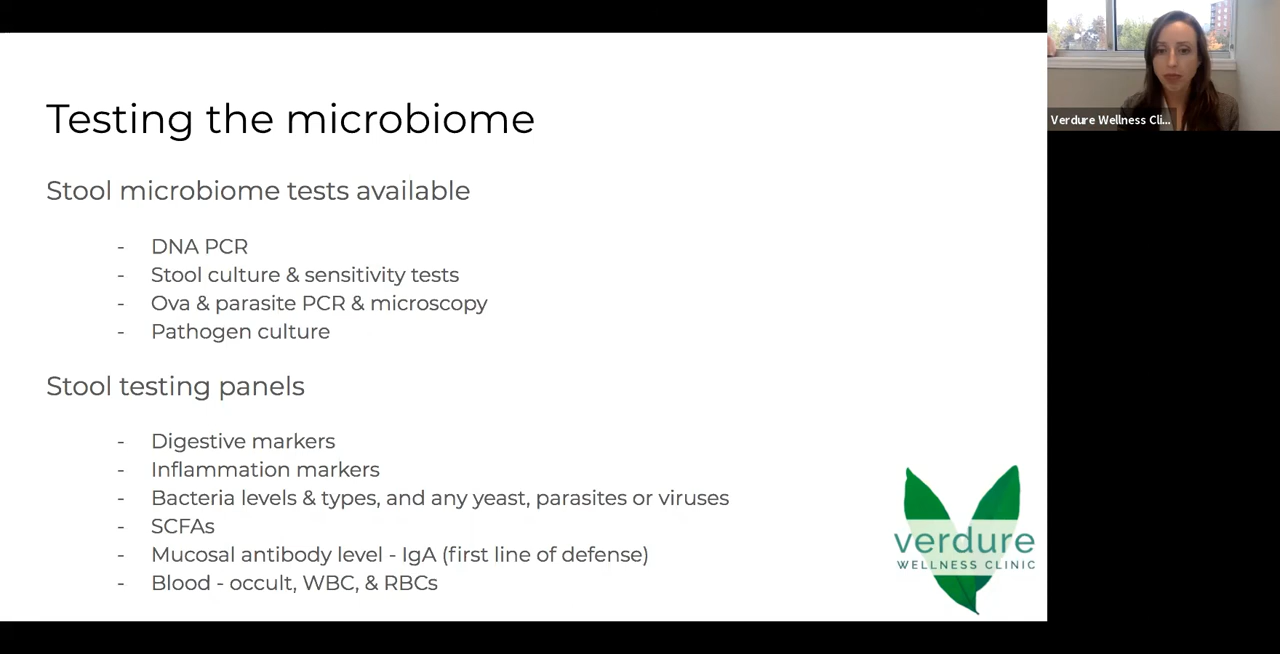 Testing the microbiome
Stool microbiome tests available
- DNA PCR
- Stool culture & sensitivity tests
- Ova & parasite PCR & microscopy
- Pathogen culture
Stool testing panels
- Digestive markers
- Inflammation markers
- Bacteria levels & types, and any yeast, parasites or viruses
- SCFAs
- Mucosal antibody level - IgA (first line of defense)
- Blood - occult, WBC, & RBCs
verdure
WELLNESS CLINIC
Verdure Wellness Cli...